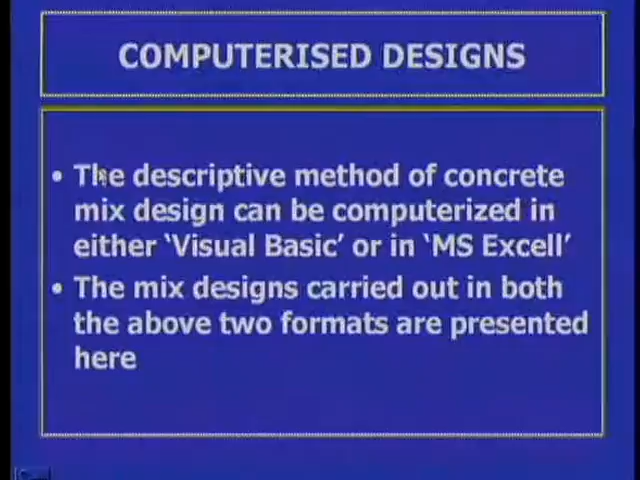 COMPUTERISED DESIGNS
• The descriptive method of concrete
mix design can be computerized in
either ‘Visual Basic’ or in ‘MS Excell’
• The mix designs carried out in both
the above two formats are presented
here